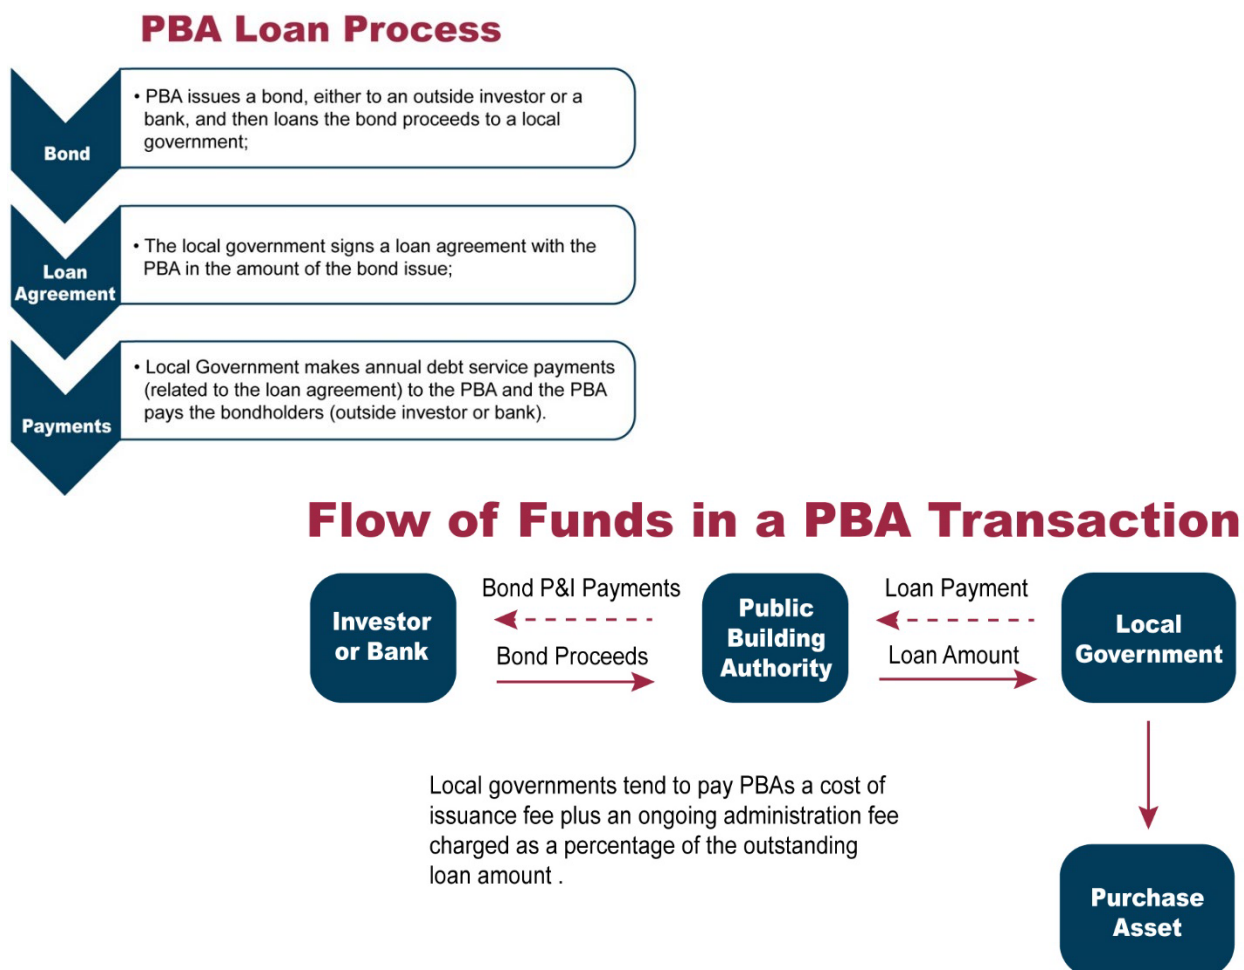 PBA Loan Process
Bond
• PBA issues a bond, either to an outside investor or a
bank, and then loans the bond proceeds to a local
government;
Loan
Agreement
• The local government signs a loan agreement with the
PBA in the amount of the bond issue;
Payments
• Local Government makes annual debt service payments
(related to the loan agreement) to the PBA and the PBA
pays the bondholders (outside investor or bank).
Flow of Funds in a PBA Transaction
Investor
or Bank
Bond P&I Payments
Bond Proceeds
Public
Building
Authority
Loan Payment
Loan Amount
Local
Government
Local governments tend to pay PBAs a cost of
issuance fee plus an ongoing administration fee
charged as a percentage of the outstanding
loan amount .
Purchase
Asset